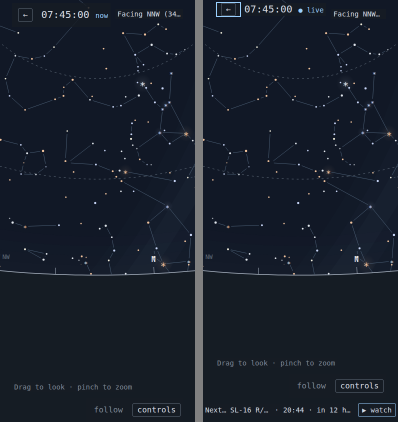 ← 07:45:00 now Facing NNW (34…
NW
N
Drag to look · pinch to zoom
follow controls
← 07:45:00 ● live Facing NNW…
NW
N
Drag to look · pinch to zoom
follow controls
Next… SL-16 R/… · 20:44 · in 12 h… ▶ watch